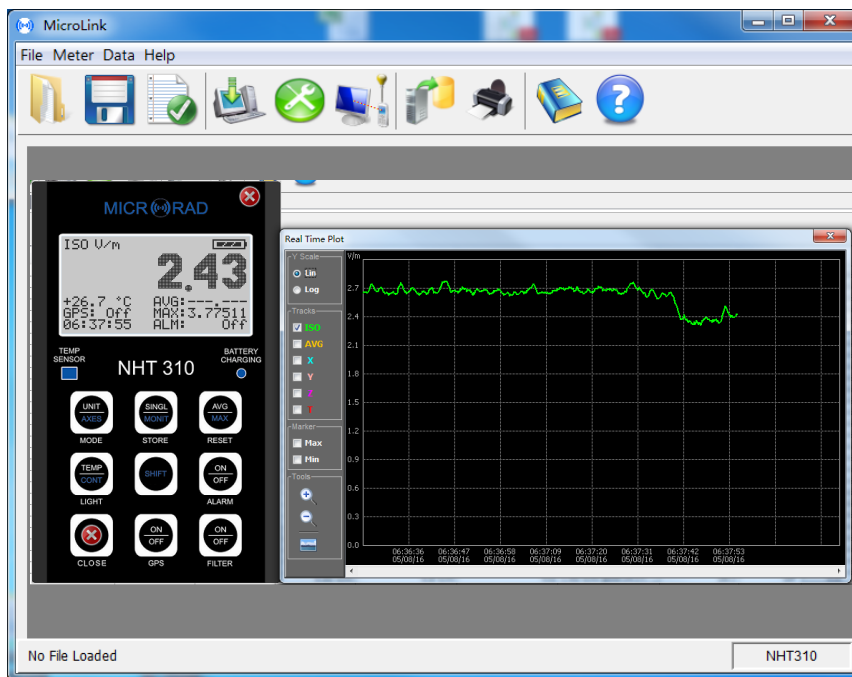 MicroLink
File Meter Data Help
MICRORAD
ISO V/m
2.43
+26.7 °C AVG:---.---
GPS: Off MAX:3.77511
06:37:55 ALM: Off
TEMP SENSOR
BATTERY CHARGING
NHT 310
UNIT AXES
SINGL MONIT
AVG MAX
MODE STORE RESET
TEMP CONT
SHIFT
ON OFF
LIGHT ALARM
ON OFF
ON OFF
CLOSE GPS FILTER
Real Time Plot
Y Scale
Lin
Log
Tracks
ISO
AVG
X
Y
Z
T
Marker
Max
Min
Tools
V/m
2.7
2.4
2.1
1.8
1.5
1.2
0.9
0.6
0.3
0.0
06:36:36 06:36:47 06:36:58 06:37:09 06:37:20 06:37:31 06:37:42 06:37:53
05/08/16 05/08/16 05/08/16 05/08/16 05/08/16 05/08/16 05/08/16 05/08/16
No File Loaded
NHT310